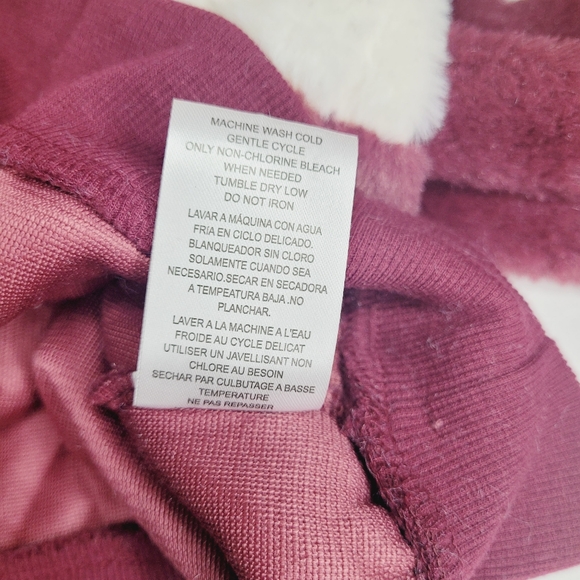 MACHINE WASH COLD
GENTLE CYCLE
ONLY NON-CHLORINE BLEACH
WHEN NEEDED
TUMBLE DRY LOW
DO NOT IRON
LAVAR A MÁQUINA CON AGUA
FRÍA EN CICLO DELICADO.
BLANQUEADOR SIN CLORO
SOLAMENTE CUANDO SEA
NECESARIO.SECAR EN SECADORA
A TEMPEATURA BAJA .NO
PLANCHAR.
LAVER A LA MACHINE A L'EAU
FROIDE AU CYCLE DELICAT
UTILISER UN JAVELLISANT NON
CHLORE AU BESOIN
SECHAR PAR CULBUTAGE A BASSE
TEMPERATURE
NE PAS REPASSER